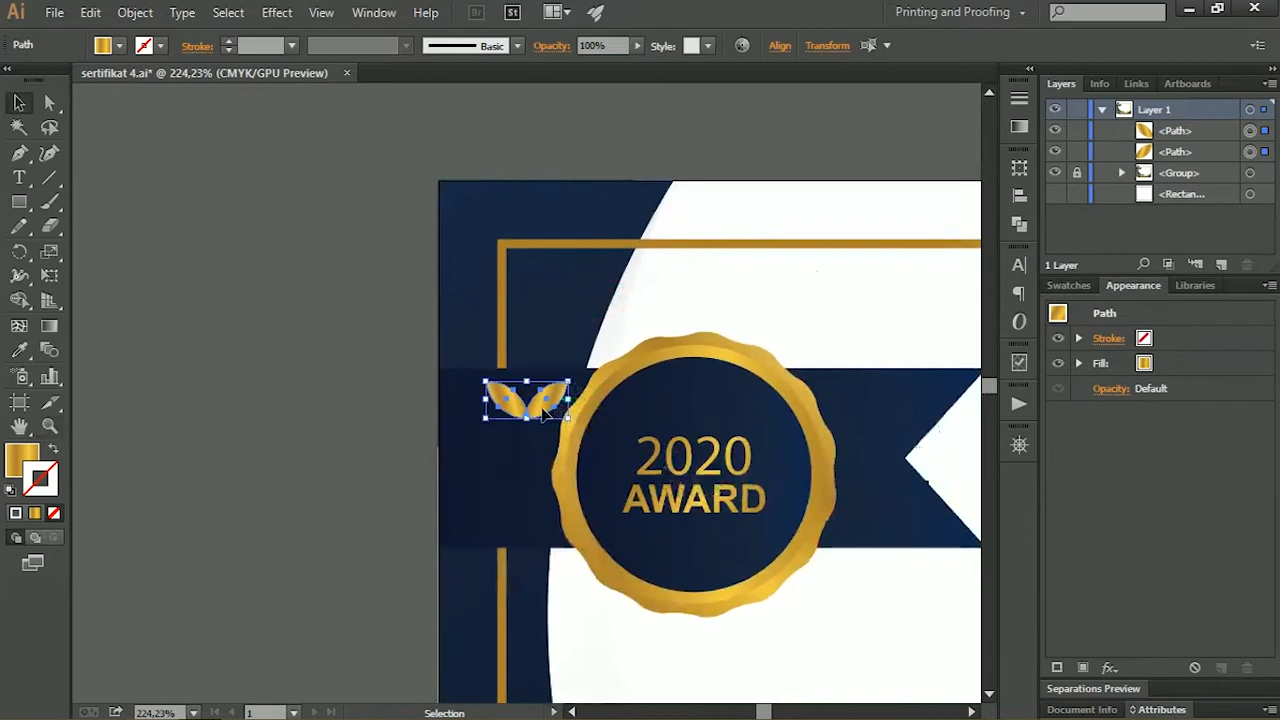 Ai File Edit Object Type Select Effect View Window Help Br St Printing and Proofing
Path Stroke: Basic Opacity: 100% Style: Align Transform
sertifikat 4.ai* @ 224,23% (CMYK/GPU Preview)
Layers Info Links Artboards
Layer 1
<Path>
<Path>
<Group>
<Rectan...
1 Layer
Swatches Appearance Libraries
Path
Stroke:
Fill:
Opacity: Default
2020
AWARD
Separations Preview
Document Info Attributes
224,23% 1 Selection